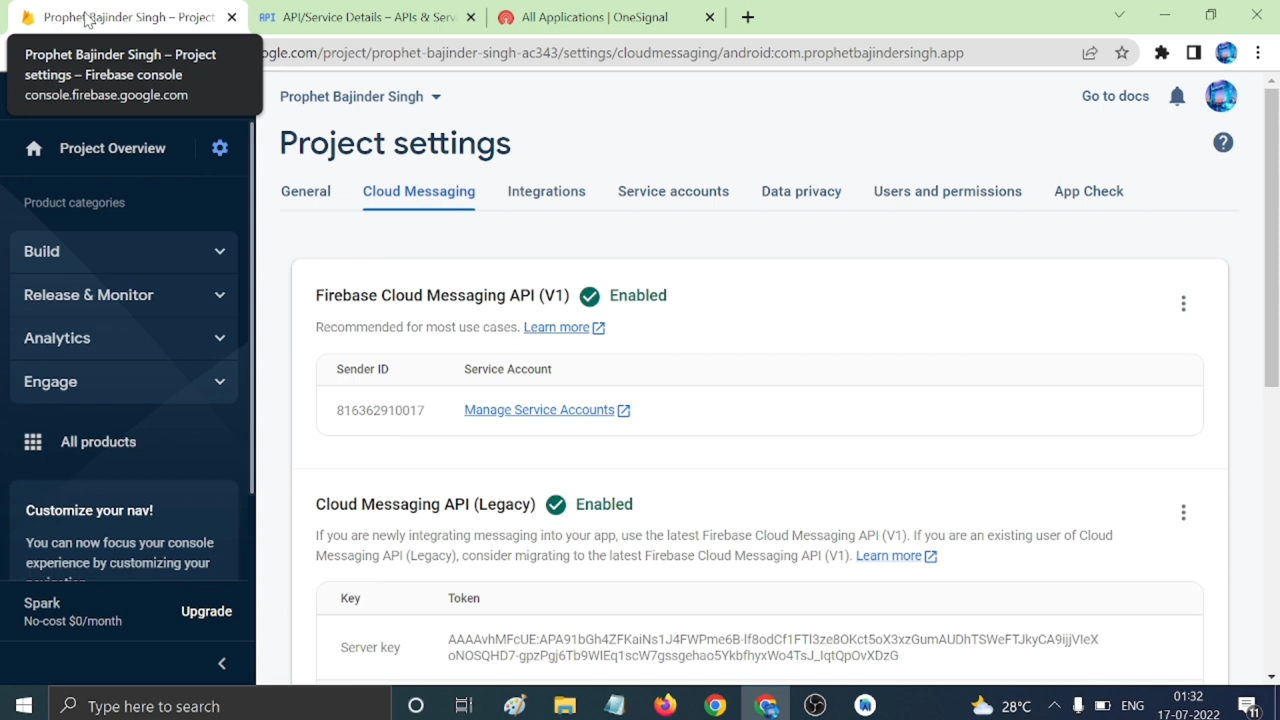 Prophet Bajinder Singh – Project
API API/Service Details – APIs & Serv
All Applications | OneSignal
Prophet Bajinder Singh – Project
settings – Firebase console
console.firebase.google.com
ogle.com/project/prophet-bajinder-singh-ac343/settings/cloudmessaging/android:com.prophetbajindersingh.app
Prophet Bajinder Singh
Go to docs
Project settings
Project Overview
General
Cloud Messaging
Integrations
Service accounts
Data privacy
Users and permissions
App Check
Product categories
Build
Release & Monitor
Analytics
Engage
All products
Customize your nav!
You can now focus your console
experience by customizing your
Spark
No-cost $0/month
Upgrade
Firebase Cloud Messaging API (V1) Enabled
Recommended for most use cases. Learn more
Sender ID Service Account
816362910017 Manage Service Accounts
Cloud Messaging API (Legacy) Enabled
If you are newly integrating messaging into your app, use the latest Firebase Cloud Messaging API (V1). If you are an existing user of Cloud
Messaging API (Legacy), consider migrating to the latest Firebase Cloud Messaging API (V1). Learn more
Key Token
Server key
Type here to search
28°C
ENG
01:32
17-07-2022
11